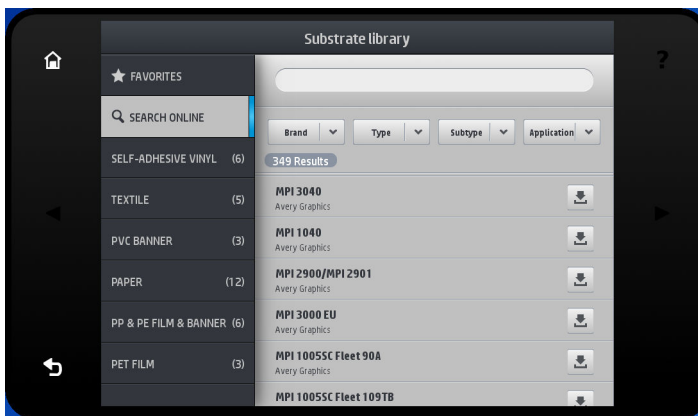 Substrate library
?
FAVORITES
SEARCH ONLINE
SELF-ADHESIVE VINYL (6)
TEXTILE (5)
PVC BANNER (3)
PAPER (12)
PP & PE FILM & BANNER (6)
PET FILM (3)
Brand Type Subtype Application
349 Results
MPI 3040
Avery Graphics
MPI 1040
Avery Graphics
MPI 2900/MPI 2901
Avery Graphics
MPI 3000 EU
Avery Graphics
MPI 1005SC Fleet 90A
Avery Graphics
MPI 1005SC Fleet 109TB